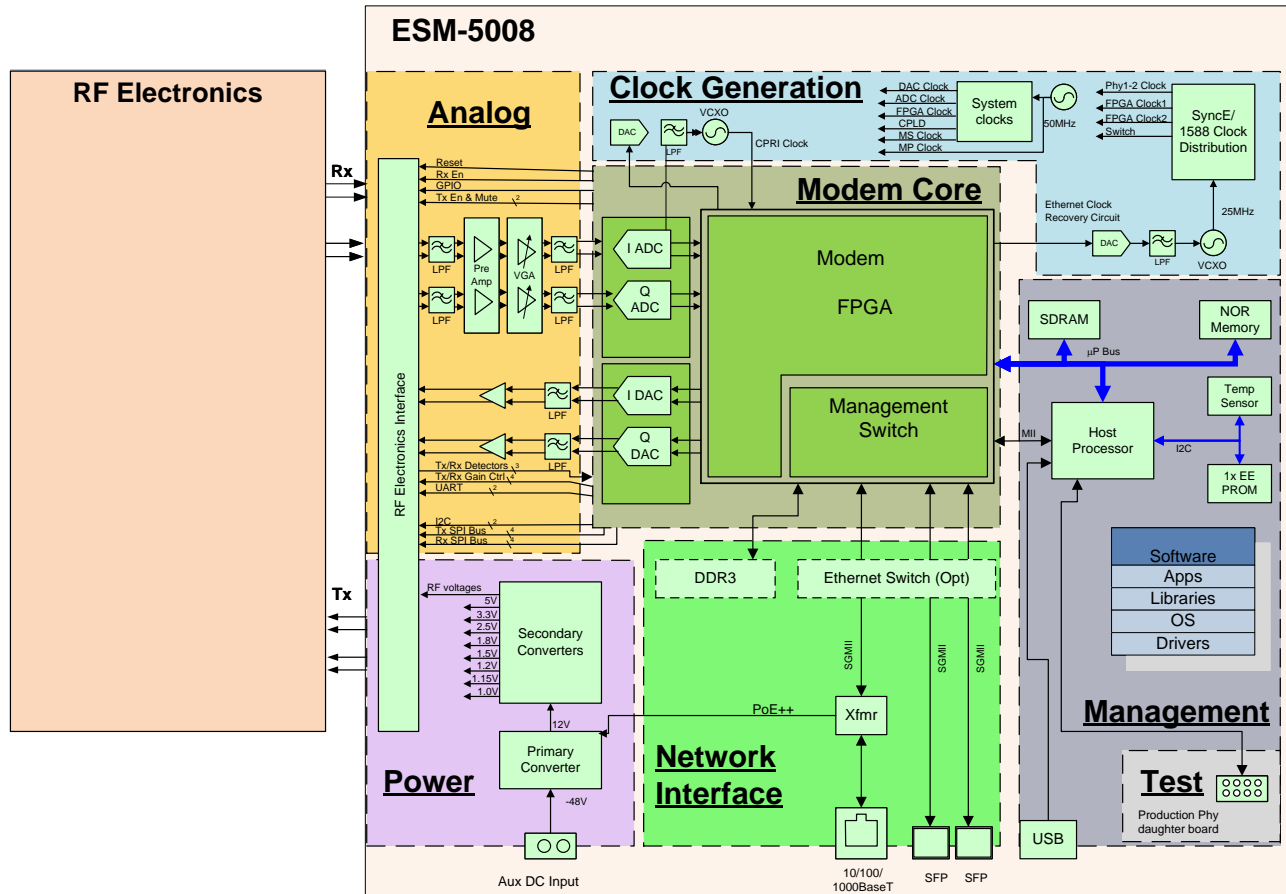 ESM-5008
RF Electronics
Rx
Tx
Analog
RF Electronics Interface
Reset
Rx En
GPIO
Tx En & Mute
2
LPF
LPF
Pre
Amp
VGA
LPF
LPF
LPF
LPF
Tx/Rx Detectors
3
Tx/Rx Gain Ctrl
4
UART
2
I2C
2
Tx SPI Bus
4
Rx SPI Bus
4
Clock Generation
DAC
LPF
VCXO
CPRI Clock
DAC Clock
ADC Clock
FPGA Clock
CPLD
MS Clock
MP Clock
System
clocks
50MHz
Phy1-2 Clock
FPGA Clock1
FPGA Clock2
Switch
SyncE/
1588 Clock
Distribution
25MHz
Ethernet Clock
Recovery Circuit
DAC
LPF
VCXO
Modem Core
I ADC
Q
ADC
I DAC
Q
DAC
Modem
FPGA
Management
Switch
SDRAM
NOR
Memory
μP Bus
Temp
Sensor
Host
Processor
MII
I2C
1x EE
PROM
Software
Apps
Libraries
OS
Drivers
Management
Test
Production Phy
daughter board
USB
Power
RF voltages
5V
3.3V
2.5V
1.8V
1.5V
1.2V
1.15V
1.0V
Secondary
Converters
12V
Primary
Converter
-48V
Aux DC Input
DDR3
Ethernet Switch (Opt)
SGMII
SGMII
SGMII
PoE++
Xfmr
Network
Interface
10/100/
1000BaseT
SFP
SFP